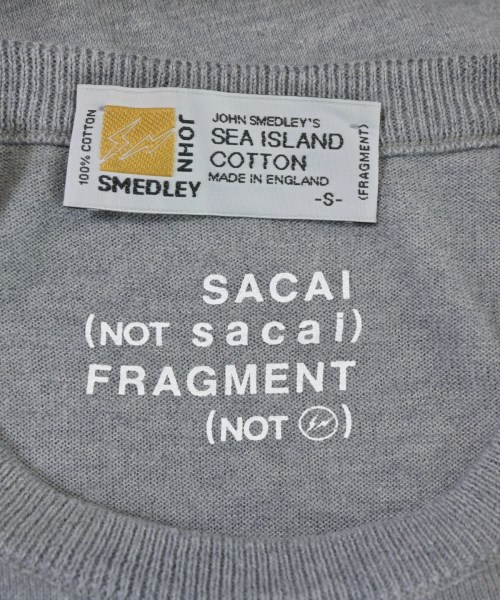 100% COTTON
JOHN
SMEDLEY
JOHN SMEDLEY'S
SEA ISLAND
COTTON
MADE IN ENGLAND
-S-
(FRAGMENT)
SACAI
(NOT sacai)
FRAGMENT
(NOT )